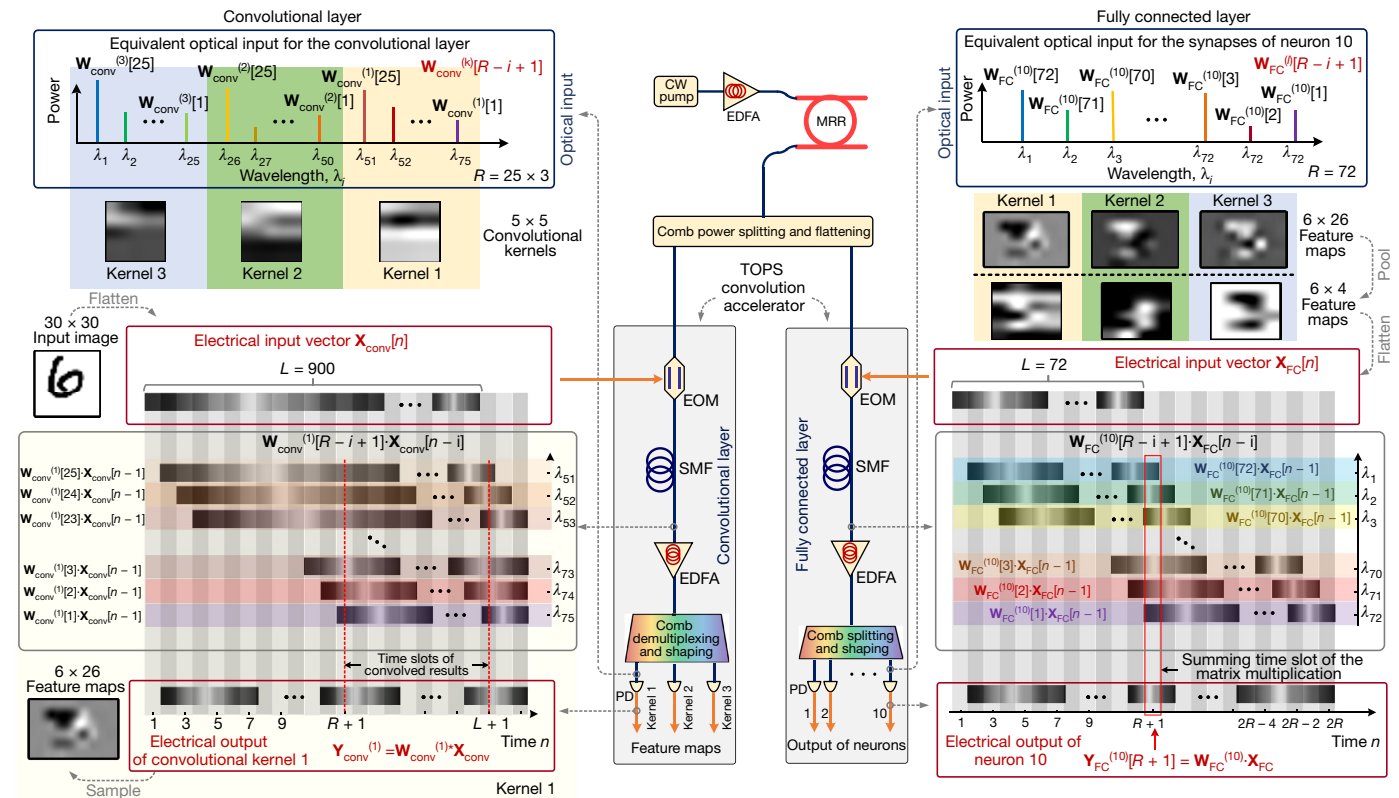 Convolutional layer
Equivalent optical input for the convolutional layer
W_conv^(3)[25]
W_conv^(2)[25]
W_conv^(1)[25]
W_conv^(k)[R − i + 1]
W_conv^(3)[1]
W_conv^(2)[1]
W_conv^(1)[1]
Power
λ1 λ2 λ25 λ26 λ27 λ50 λ51 λ52 λ75
Wavelength, λi
R = 25 × 3
Optical input
Kernel 3
Kernel 2
Kernel 1
5 × 5
Convolutional
kernels
Flatten
30 × 30
Input image
Electrical input vector X_conv[n]
L = 900
W_conv^(1)[R − i + 1]·X_conv[n − i]
W_conv^(1)[25]·X_conv[n − 1]
λ51
W_conv^(1)[24]·X_conv[n − 1]
λ52
W_conv^(1)[23]·X_conv[n − 1]
λ53
W_conv^(1)[3]·X_conv[n − 1]
λ73
W_conv^(1)[2]·X_conv[n − 1]
λ74
W_conv^(1)[1]·X_conv[n − 1]
λ75
Time slots of
convolved results
6 × 26
Feature maps
1 3 5 7 9 R + 1 L + 1
Time n
Electrical output
of convolutional kernel 1
Y_conv^(1) =W_conv^(1)*X_conv
Sample
Kernel 1
CW
pump
EDFA
MRR
Comb power splitting and flattening
TOPS
convolution
accelerator
EOM
SMF
Convolutional layer
EDFA
Comb
demultiplexing
and shaping
PD
Kernel 1
Kernel 2
Kernel 3
Feature maps
EOM
SMF
Fully connected layer
EDFA
Comb splitting
and shaping
PD
1 2 10
Output of neurons
Fully connected layer
Equivalent optical input for the synapses of neuron 10
W_FC^(10)[72]
W_FC^(10)[70]
W_FC^(10)[3]
W_FC^(l)[R − i + 1]
W_FC^(10)[71]
W_FC^(10)[2]
W_FC^(10)[1]
Power
λ1 λ2 λ3 λ72 λ72 λ72
Wavelength, λi
R = 72
Optical input
Kernel 1
Kernel 2
Kernel 3
6 × 26
Feature
maps
Pool
6 × 4
Feature
maps
Flatten
L = 72
Electrical input vector X_FC[n]
W_FC^(10)[R − i + 1]·X_FC[n − i]
W_FC^(10)[72]·X_FC[n − 1]
λ1
W_FC^(10)[71]·X_FC[n − 1]
λ2
W_FC^(10)[70]·X_FC[n − 1]
λ3
W_FC^(10)[3]·X_FC[n − 1]
λ70
W_FC^(10)[2]·X_FC[n − 1]
λ71
W_FC^(10)[1]·X_FC[n − 1]
λ72
Summing time slot of the
matrix multiplication
1 3 5 7 9 R + 1 2R − 4 2R − 2 2R
Time n
Electrical output of
neuron 10
Y_FC^(10)[R + 1] = W_FC^(10)·X_FC